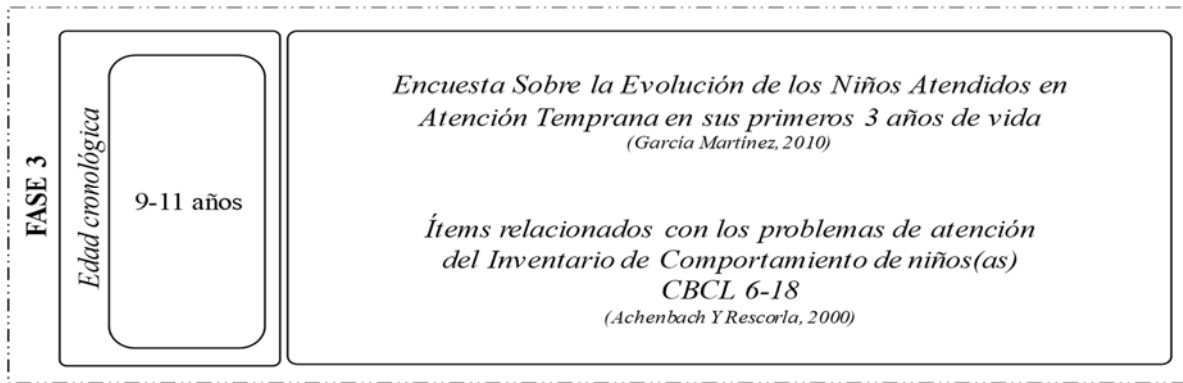 FASE 3
Edad cronológica
9-11 años
Encuesta Sobre la Evolución de los Niños Atendidos en
Atención Temprana en sus primeros 3 años de vida
(García Martínez, 2010)
Ítems relacionados con los problemas de atención
del Inventario de Comportamiento de niños(as)
CBCL 6-18
(Achenbach Y Rescorla, 2000)